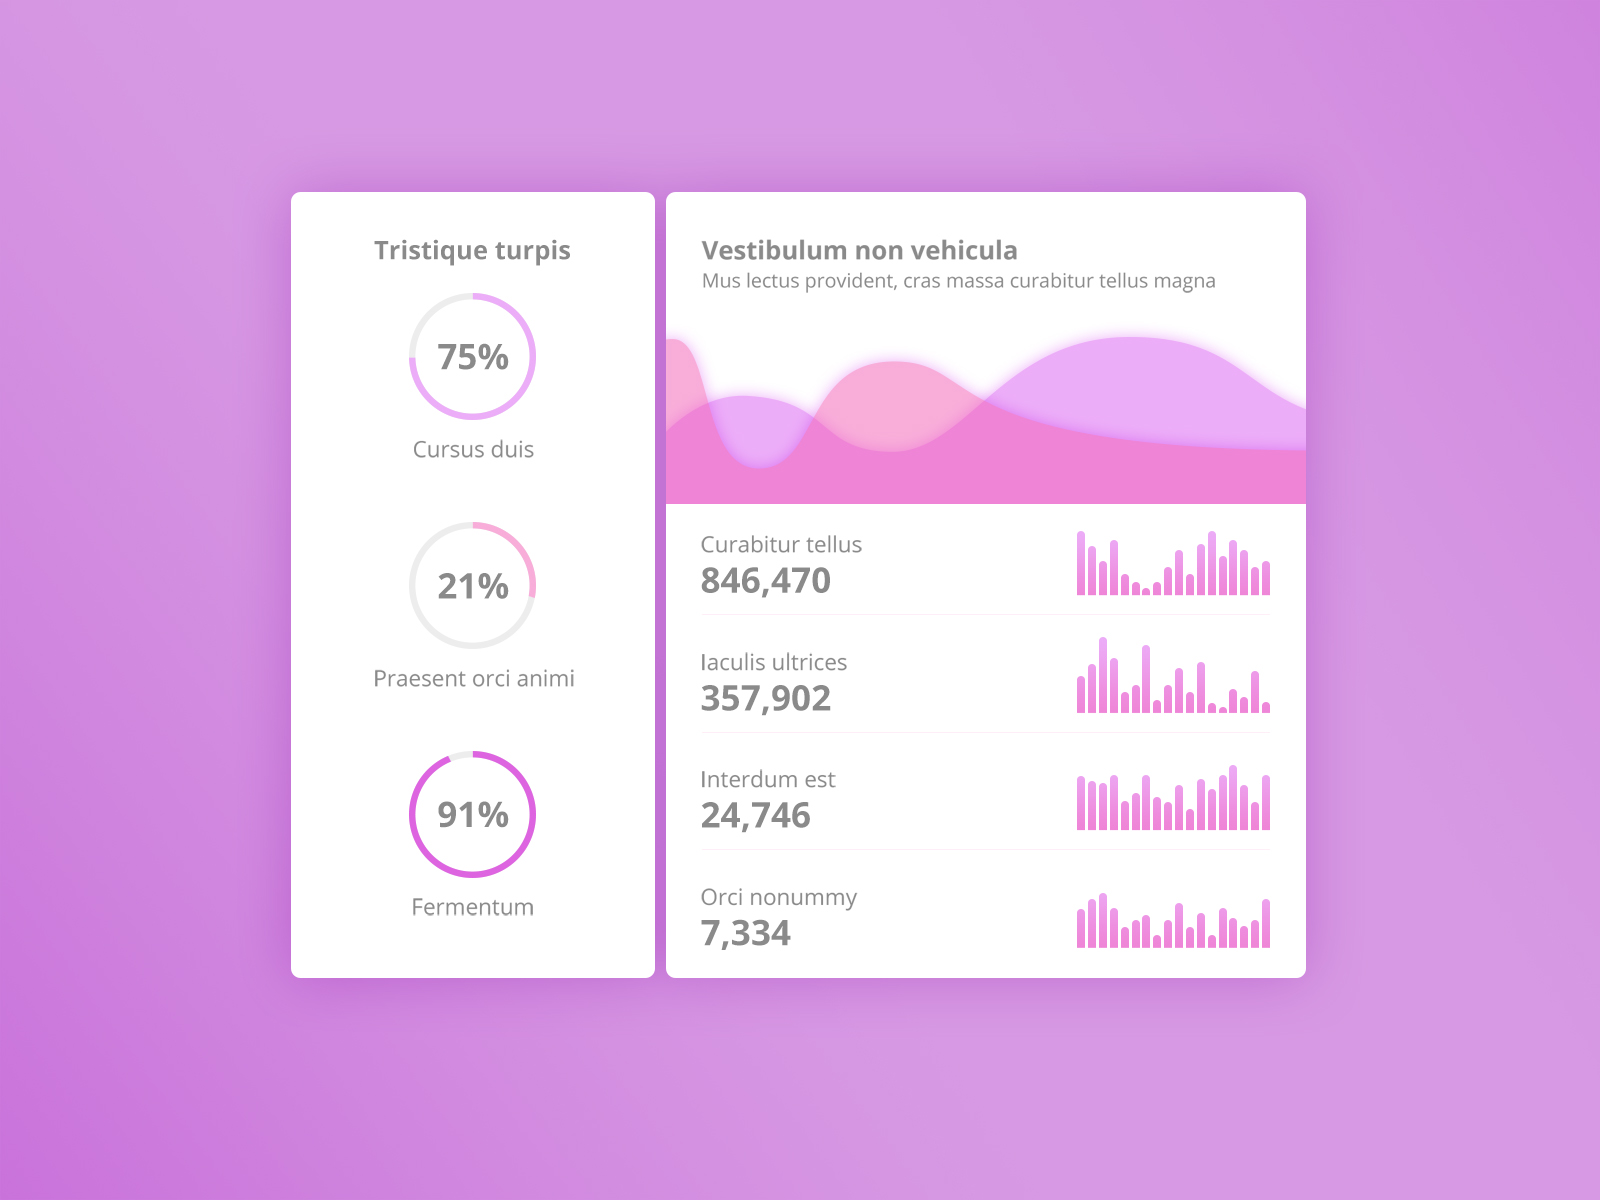 Tristique turpis
75%
Cursus duis
21%
Praesent orci animi
91%
Fermentum
Vestibulum non vehicula
Mus lectus provident, cras massa curabitur tellus magna
Curabitur tellus
846,470
Iaculis ultrices
357,902
Interdum est
24,746
Orci nonummy
7,334